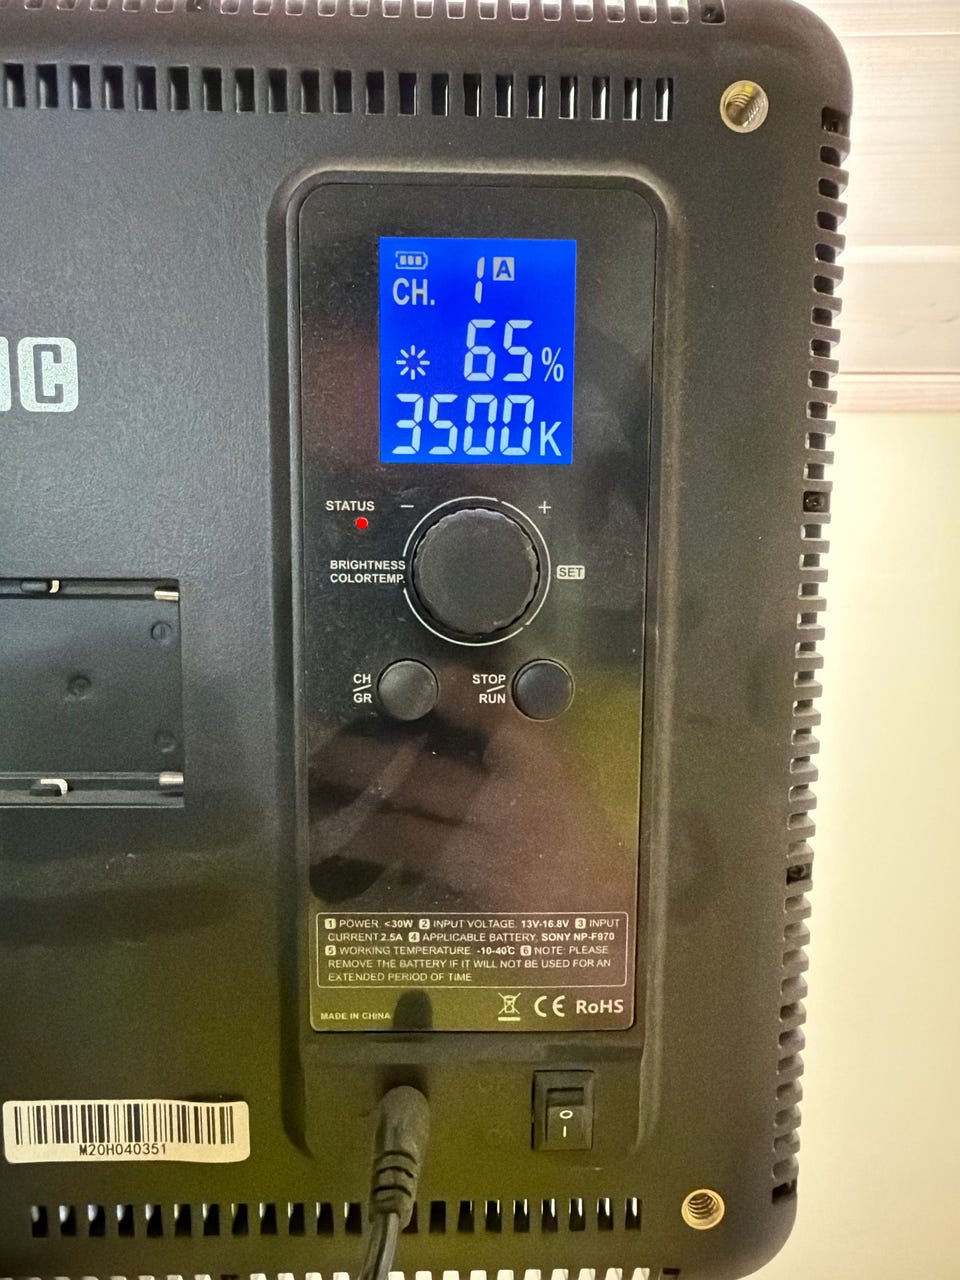 CH. 1 A
65%
3500K
STATUS − +
BRIGHTNESS
COLORTEMP. SET
CH
GR
STOP
RUN
1 POWER: <30W 2 INPUT VOLTAGE: 13V-16.8V 3 INPUT
CURRENT:2.5A 4 APPLICABLE BATTERY: SONY NP-F970
5 WORKING TEMPERATURE: -10-40℃ 6 NOTE: PLEASE
REMOVE THE BATTERY IF IT WILL NOT BE USED FOR AN
EXTENDED PERIOD OF TIME
MADE IN CHINA CE RoHS
M20H040351
O
I